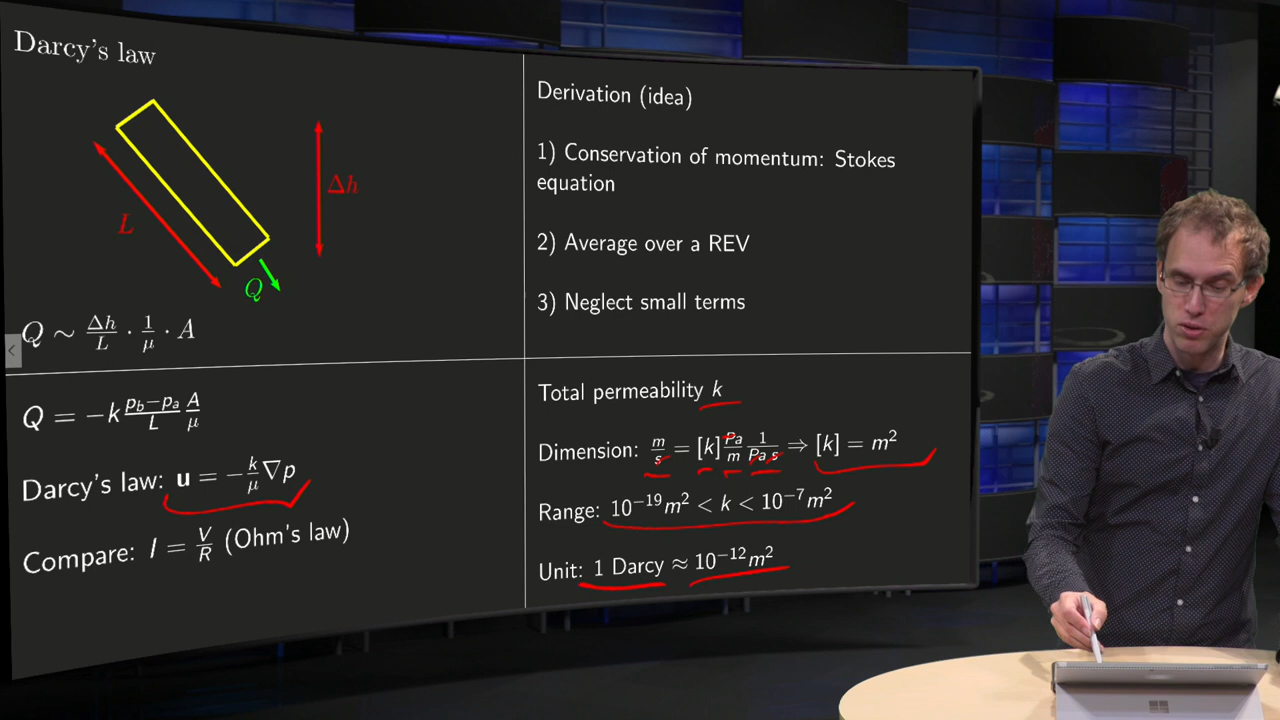 Darcy's law
L
Δh
Q
Q ∼ Δh/L · 1/μ · A
Q = −k (p_b−p_a)/L A/μ
Darcy's law: u = −k/μ ∇p
Compare: I = V/R (Ohm's law)
Derivation (idea)
1) Conservation of momentum: Stokes
equation
2) Average over a REV
3) Neglect small terms
Total permeability k
Dimension: m/s = [k] Pa/m 1/(Pa s) ⇒ [k] = m²
Range: 10⁻¹⁹m² < k < 10⁻⁷m²
Unit: 1 Darcy ≈ 10⁻¹²m²